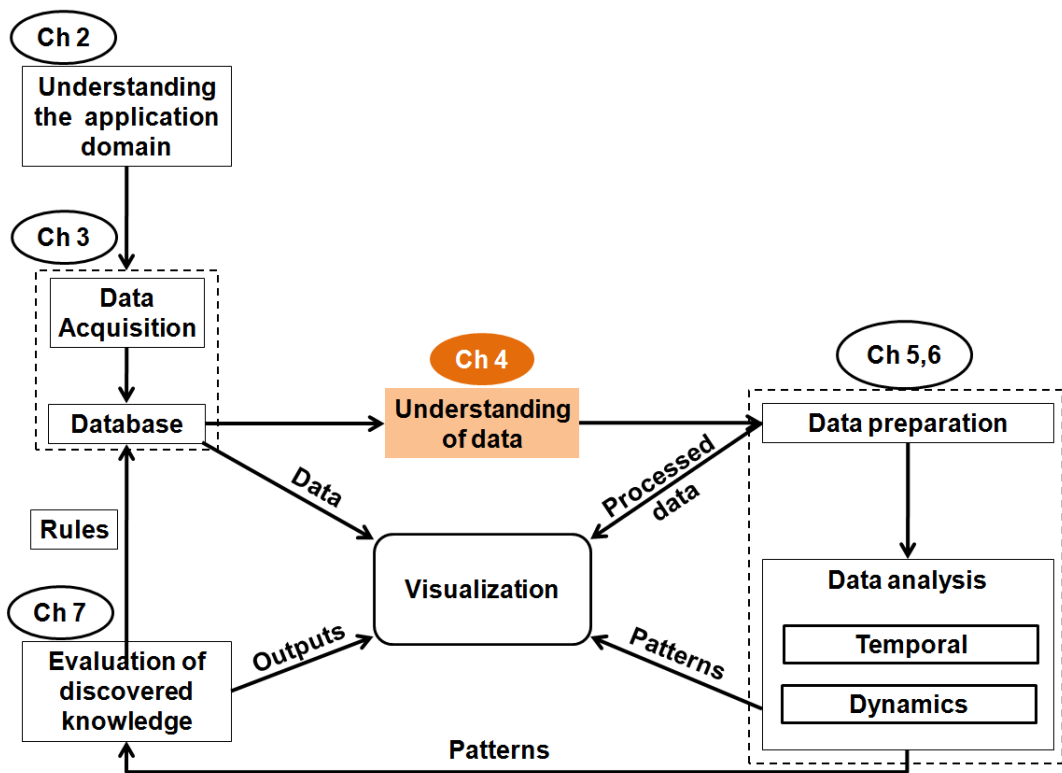 Ch 2
Understanding
the application
domain
Ch 3
Data
Acquisition
Database
Ch 4
Understanding
of data
Ch 5,6
Data preparation
Data
Processed
data
Rules
Visualization
Data analysis
Temporal
Dynamics
Ch 7
Evaluation of
discovered
knowledge
Outputs
Patterns
Patterns